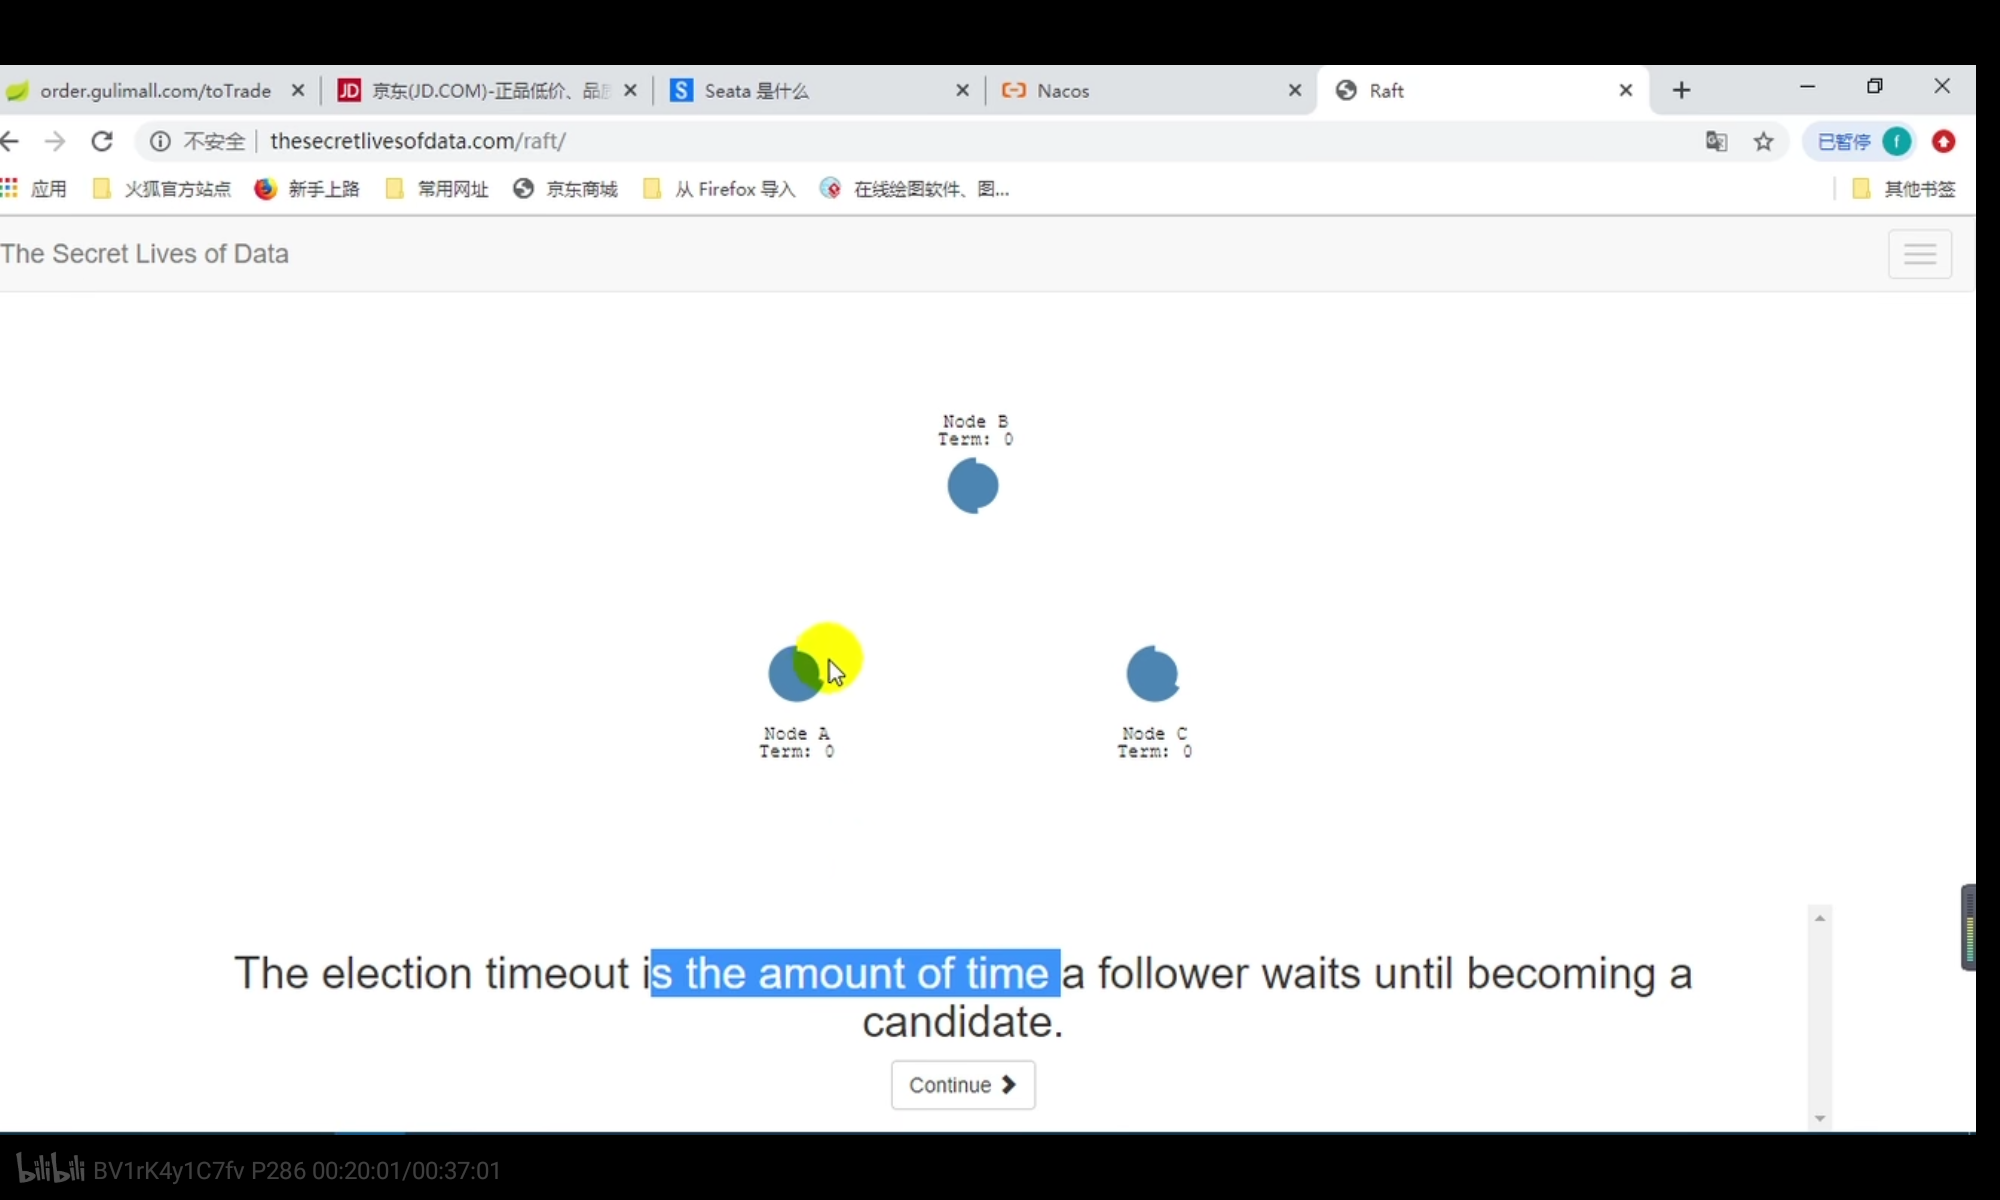 order.gulimall.com/toTrade
JD 京东(JD.COM)-正品低价、品
S Seata 是什么
Nacos
Raft
不安全 thesecretlivesofdata.com/raft/
已暂停 f
应用 火狐官方站点 新手上路 常用网址 京东商城 从 Firefox 导入 在线绘图软件、图... 其他书签
The Secret Lives of Data
Node B
Term: 0
Node A
Term: 0
Node C
Term: 0
The election timeout is the amount of time a follower waits until becoming a
candidate.
Continue
bilibili BV1rK4y1C7fv P286 00:20:01/00:37:01